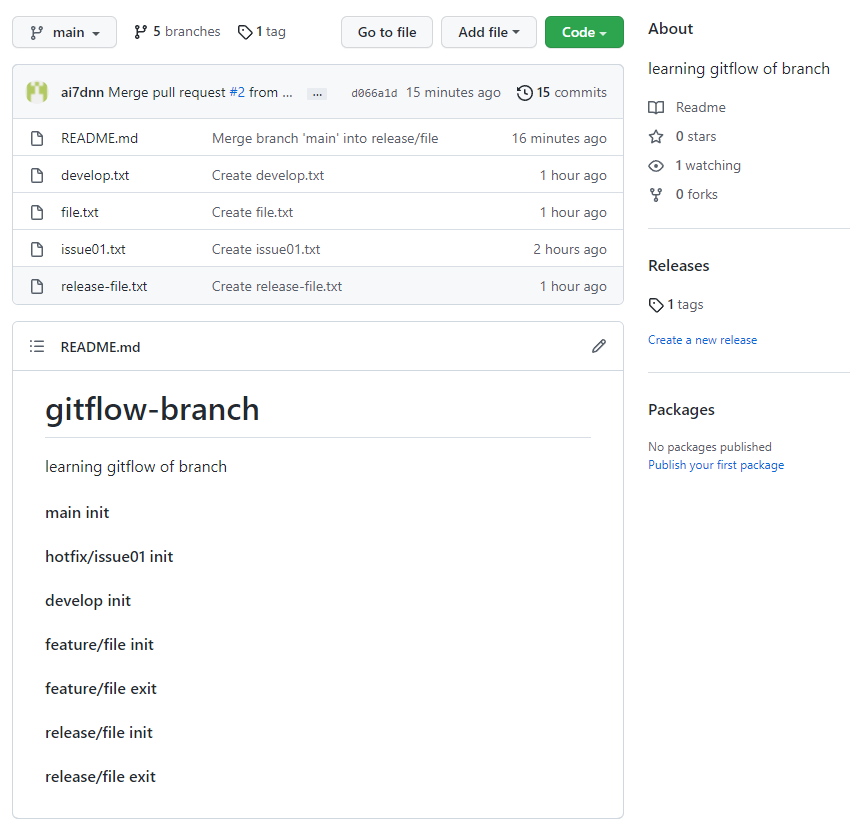 main 5 branches 1 tag Go to file Add file Code
ai7dnn Merge pull request #2 from ... ... d066a1d 15 minutes ago 15 commits
README.md Merge branch 'main' into release/file 16 minutes ago
develop.txt Create develop.txt 1 hour ago
file.txt Create file.txt 1 hour ago
issue01.txt Create issue01.txt 2 hours ago
release-file.txt Create release-file.txt 1 hour ago
README.md
gitflow-branch
learning gitflow of branch
main init
hotfix/issue01 init
develop init
feature/file init
feature/file exit
release/file init
release/file exit
About
learning gitflow of branch
Readme
0 stars
1 watching
0 forks
Releases
1 tags
Create a new release
Packages
No packages published
Publish your first package